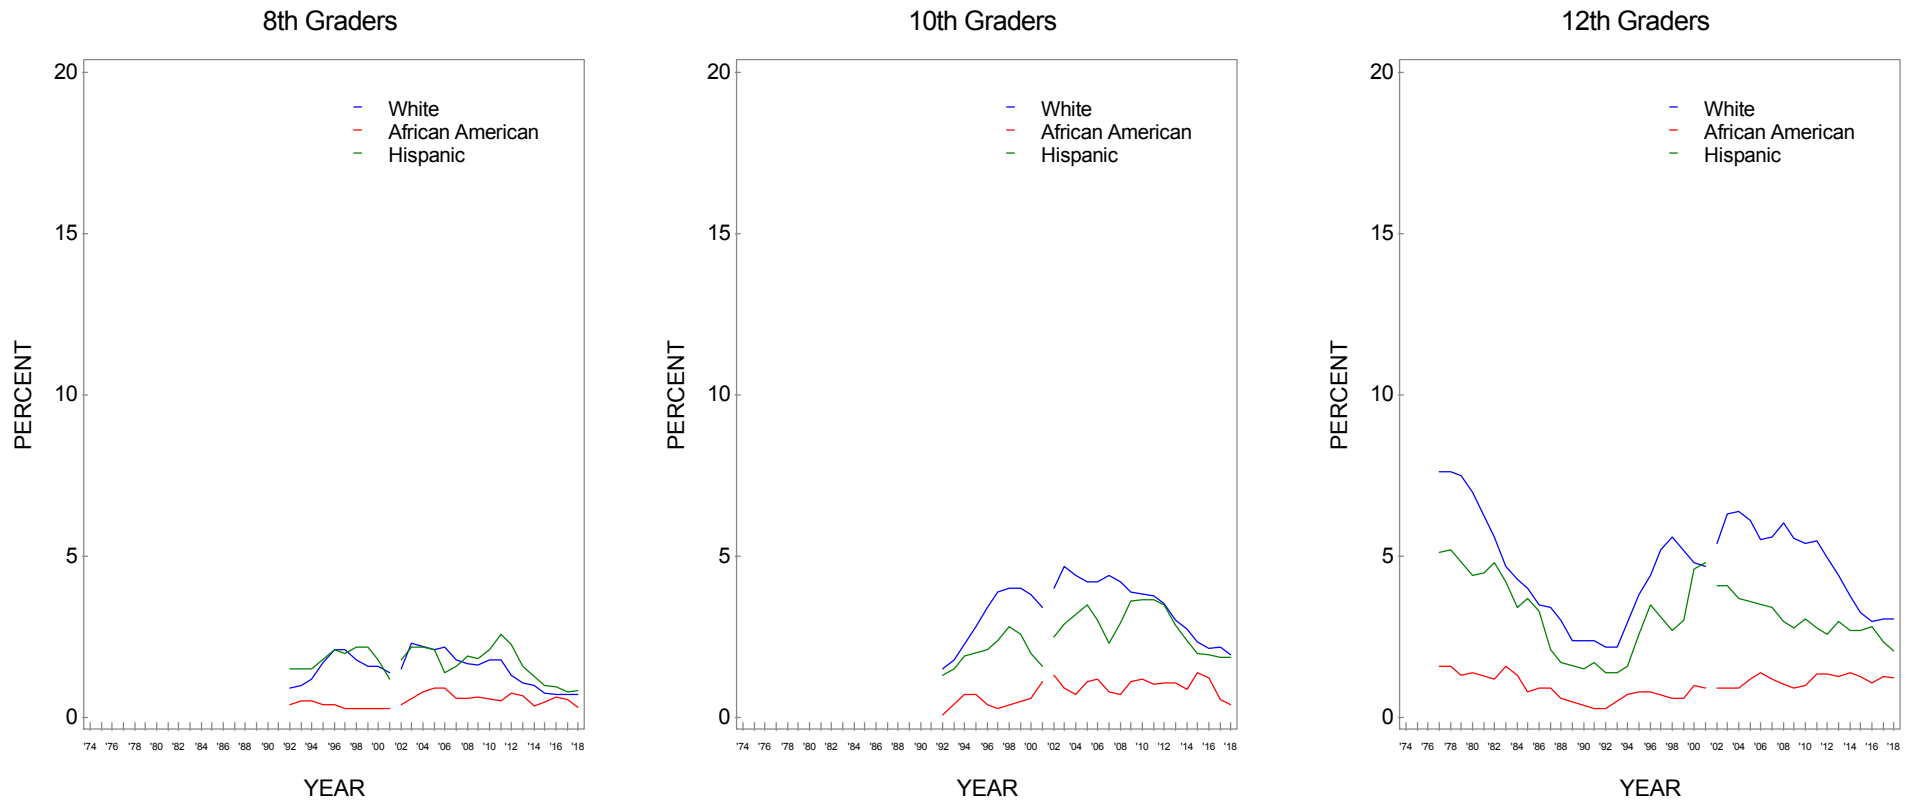 8th Graders
20
15
10
5
0
PERCENT
White
African American
Hispanic
'74 '76 '78 '80 '82 '84 '86 '88 '90 '92 '94 '96 '98 '00 '02 '04 '06 '08 '10 '12 '14 '16 '18
YEAR
10th Graders
20
15
10
5
0
PERCENT
White
African American
Hispanic
'74 '76 '78 '80 '82 '84 '86 '88 '90 '92 '94 '96 '98 '00 '02 '04 '06 '08 '10 '12 '14 '16 '18
YEAR
12th Graders
20
15
10
5
0
PERCENT
White
African American
Hispanic
'74 '76 '78 '80 '82 '84 '86 '88 '90 '92 '94 '96 '98 '00 '02 '04 '06 '08 '10 '12 '14 '16 '18
YEAR